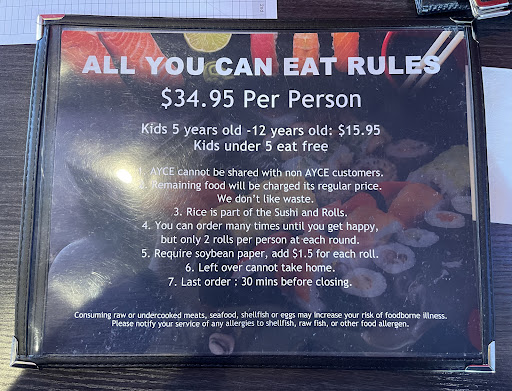 ALL YOU CAN EAT RULES
$34.95 Per Person
Kids 5 years old -12 years old: $15.95
Kids under 5 eat free
1. AYCE cannot be shared with non AYCE customers.
2. Remaining food will be charged its regular price.
We don't like waste.
3. Rice is part of the Sushi and Rolls.
4. You can order many times until you get happy,
but only 2 rolls per person at each round.
5. Require soybean paper, add $1.5 for each roll.
6. Left over cannot take home.
7. Last order : 30 mins before closing.
Consuming raw or undercooked meats, seafood, shellfish or eggs may increase your risk of foodborne illness.
Please notify your service of any allergies to shellfish, raw fish, or other food allergen.